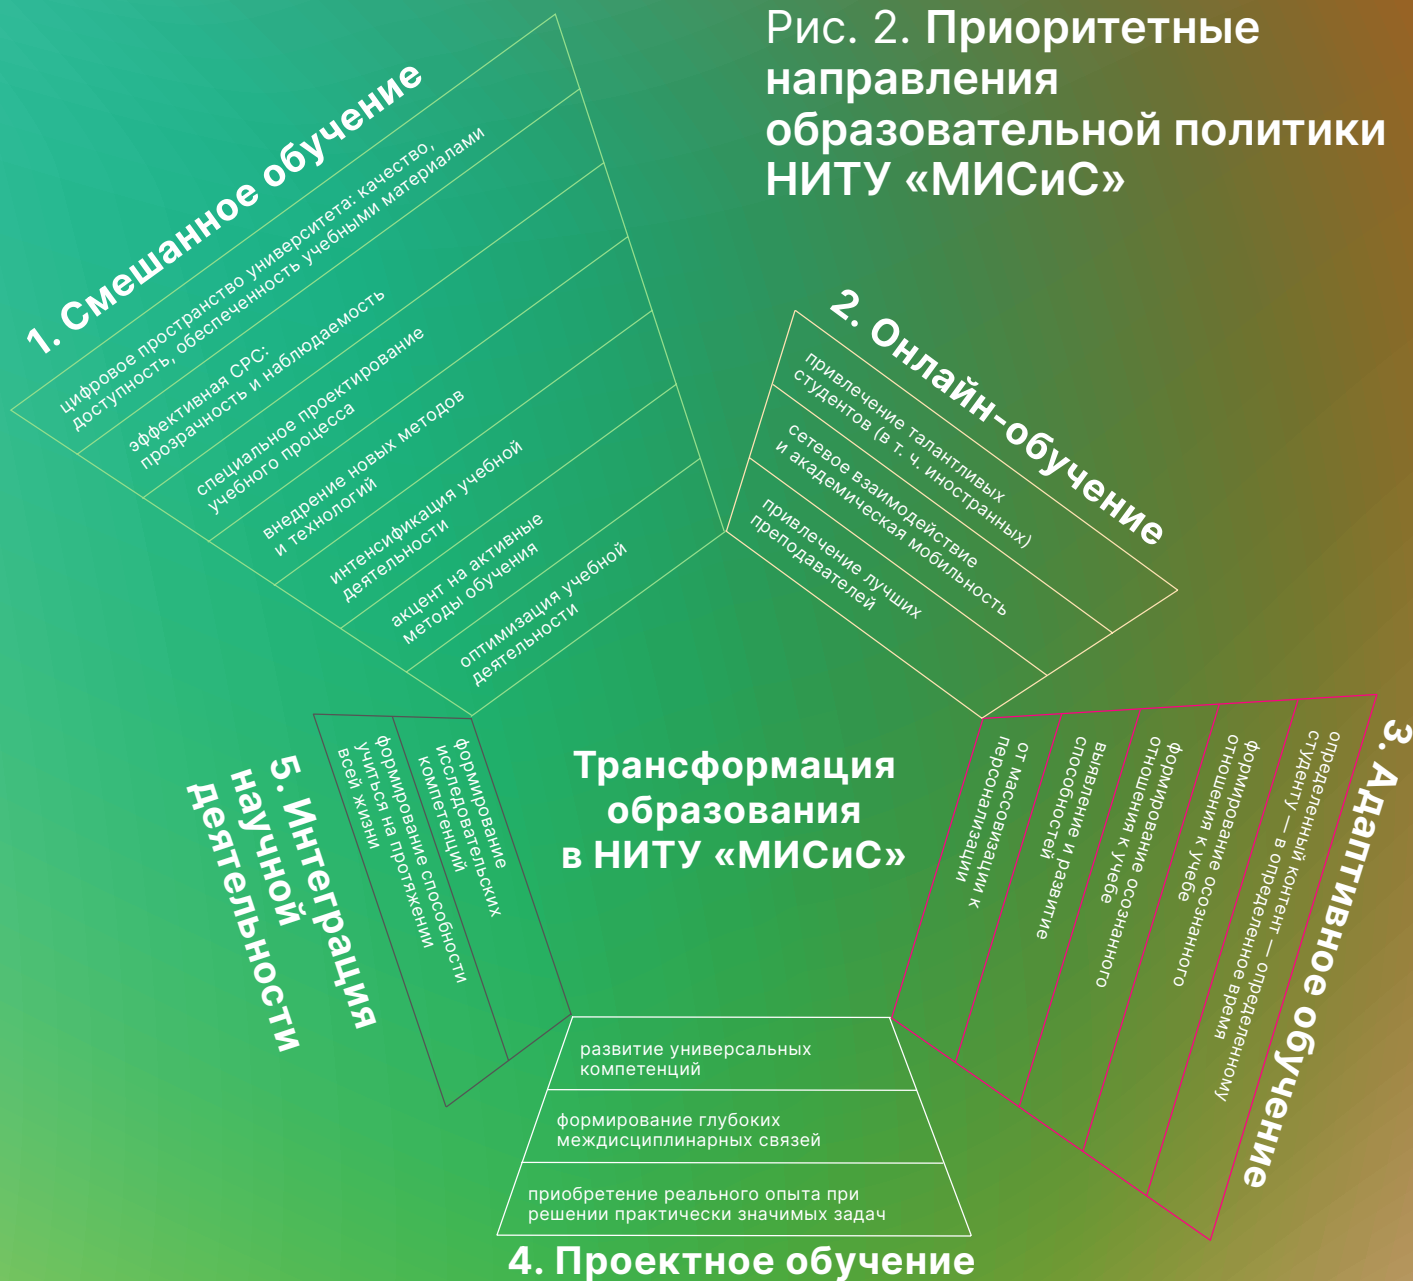 Рис. 2. Приоритетные
направления
образовательной политики
НИТУ «МИСиС»
1. Смешанное обучение
цифровое пространство университета: качество,
доступность, обеспеченность учебными материалами
эффективная СРС:
прозрачность и наблюдаемость
специальное проектирование
учебного процесса
внедрение новых методов
и технологий
интенсификация учебной
деятельности
акцент на активные
методы обучения
оптимизация учебной
деятельности
2. Онлайн-обучение
привлечение талантливых
студентов (в т. ч. иностранных)
сетевое взаимодействие
и академическая мобильность
привлечение лучших
преподавателей
Трансформация
образования
в НИТУ «МИСиС»
3. Адаптивное обучение
определенный контент — определенному
студенту — в определенное время
формирование осознанного
отношения к учебе
формирование осознанного
отношения к учебе
выявление и развитие
способностей
от массовизации к
персонализации
4. Проектное обучение
развитие универсальных
компетенций
формирование глубоких
междисциплинарных связей
приобретение реального опыта при
решении практически значимых задач
5. Интеграция
научной
деятельности
формирование
исследовательских
компетенций
формирование способности
учиться на протяжении
всей жизни